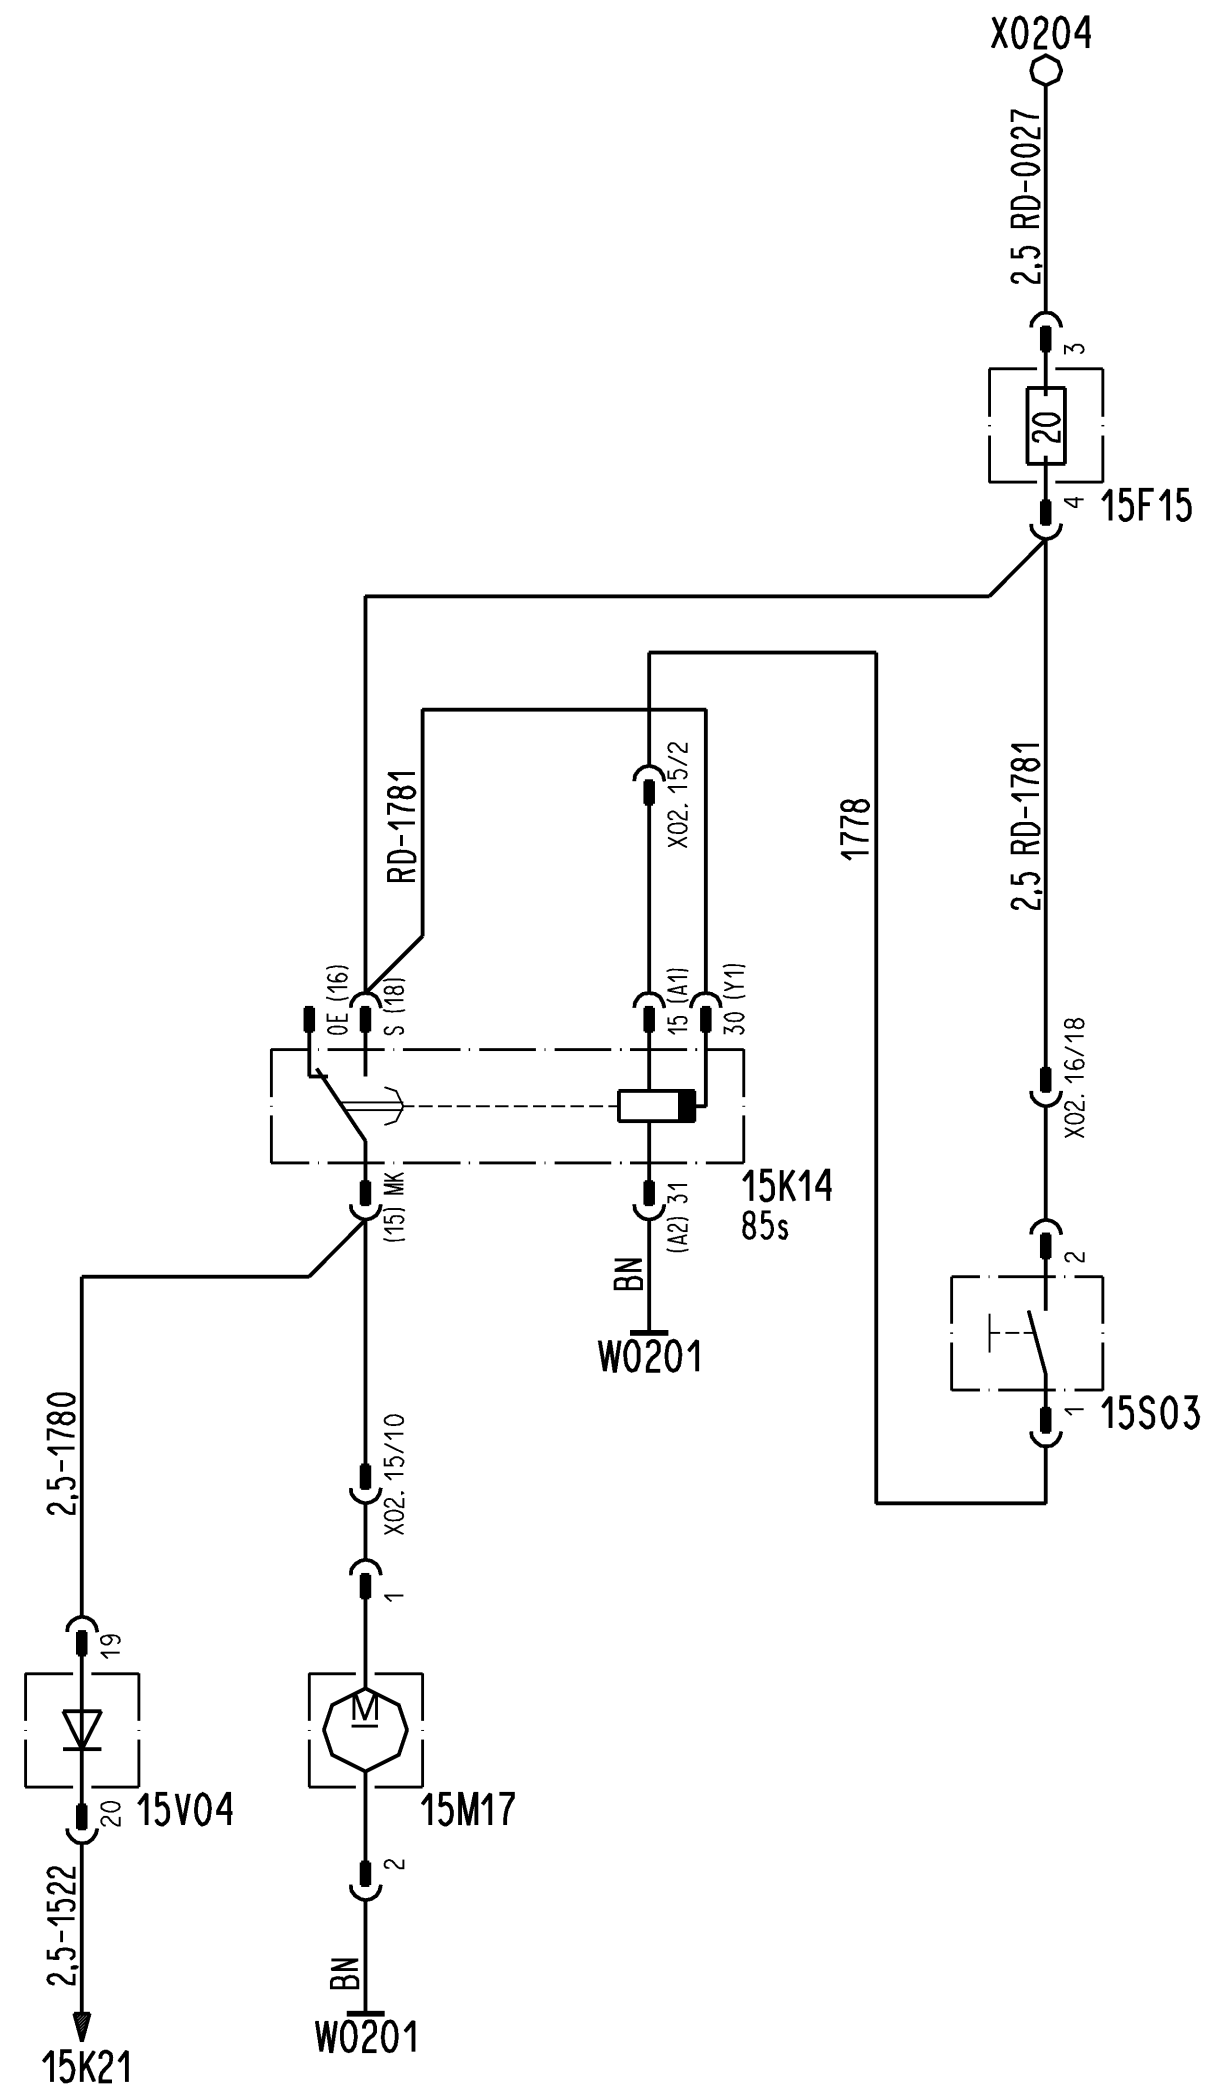 X0204
2,5 RD-0027
3
20
4
15F15
RD-1781
X02. 15/2
1778
2,5 RD-1781
OE (16)
S (18)
15 (A1)
30 (Y1)
X02. 16/18
15K14
85s
(15) MK
(A2) 31
BN
W0201
2
1
15S03
2,5-1780
X02. 15/10
19
1
M
20
15V04
15M17
2
2,5-1522
BN
W0201
15K21